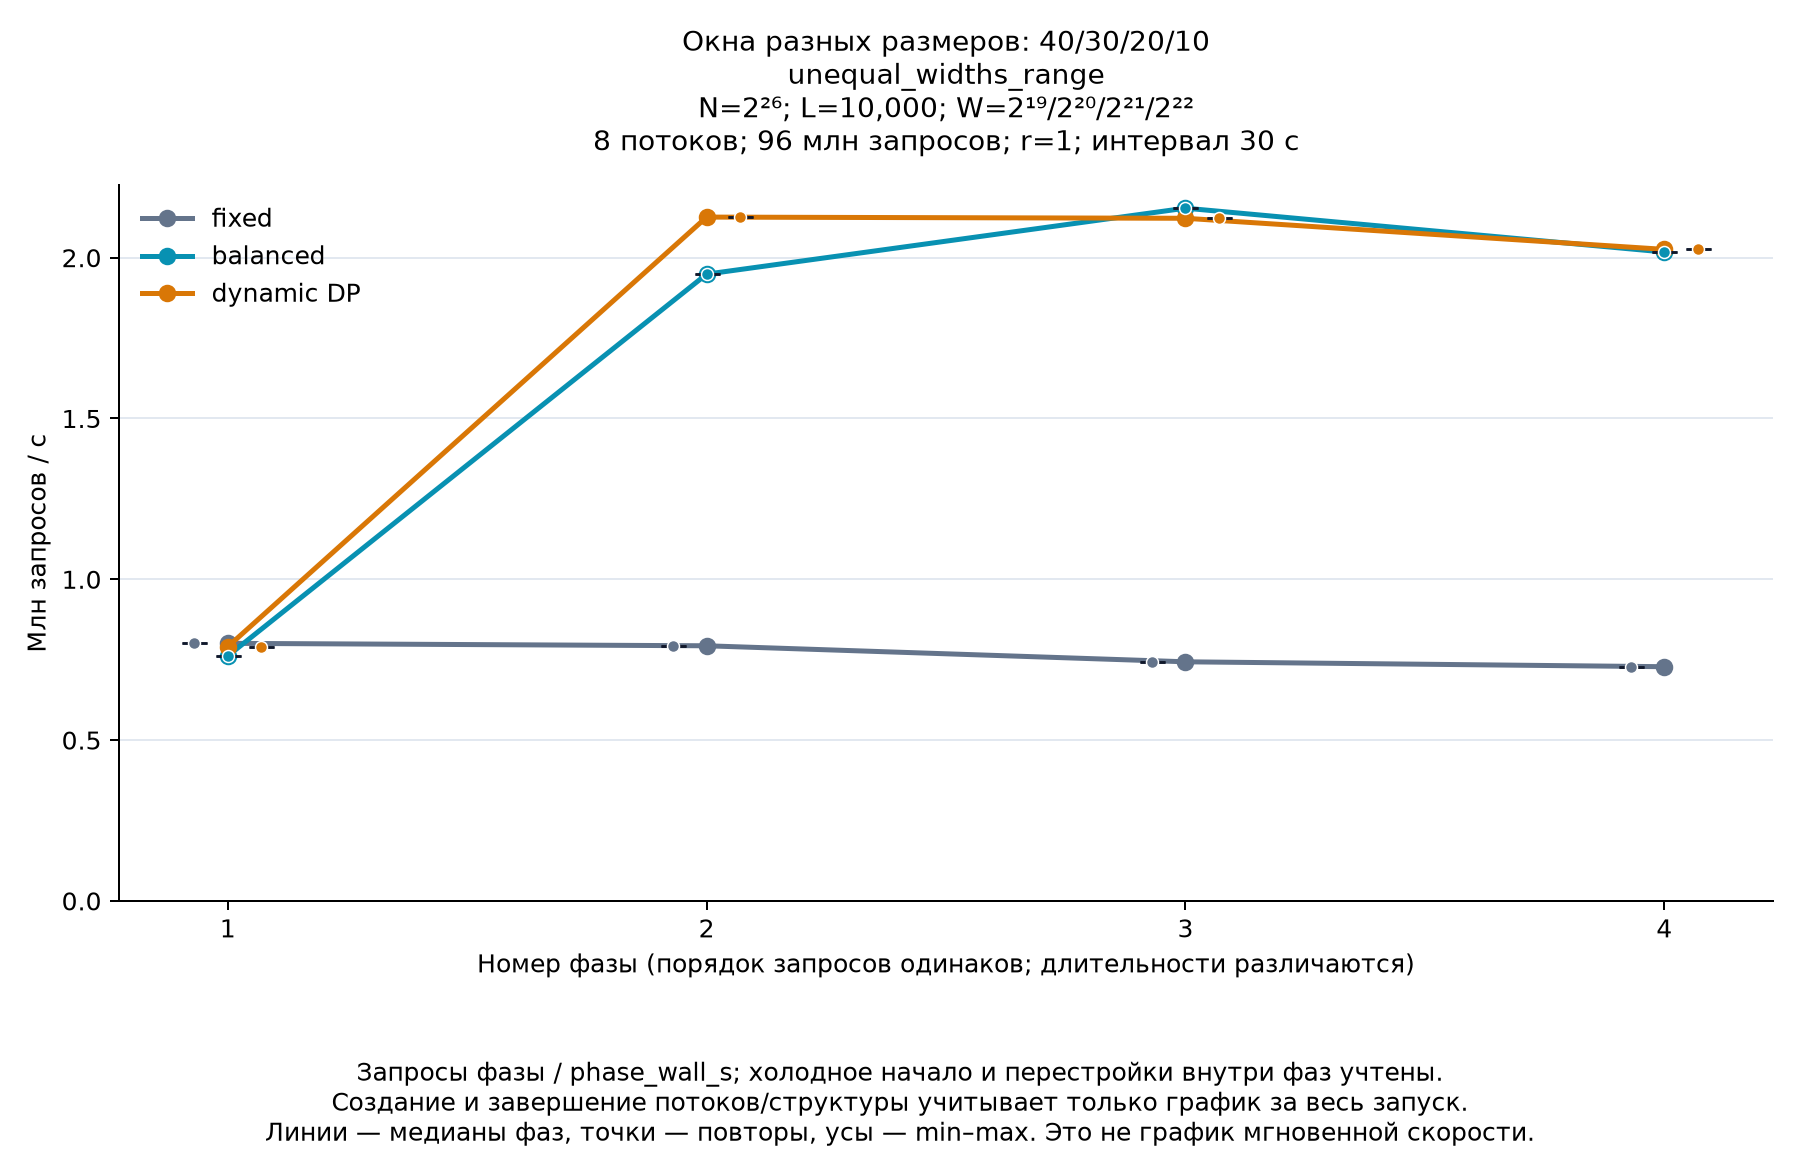 Окна разных размеров: 40/30/20/10
unequal_widths_range
N=2²⁶; L=10,000; W=2¹⁹/2²⁰/2²¹/2²²
8 потоков; 96 млн запросов; r=1; интервал 30 с
fixed
balanced
dynamic DP
Млн запросов / с
2.0
1.5
1.0
0.5
0.0
1
2
3
4
Номер фазы (порядок запросов одинаков; длительности различаются)
Запросы фазы / phase_wall_s; холодное начало и перестройки внутри фаз учтены.
Создание и завершение потоков/структуры учитывает только график за весь запуск.
Линии — медианы фаз, точки — повторы, усы — min–max. Это не график мгновенной скорости.